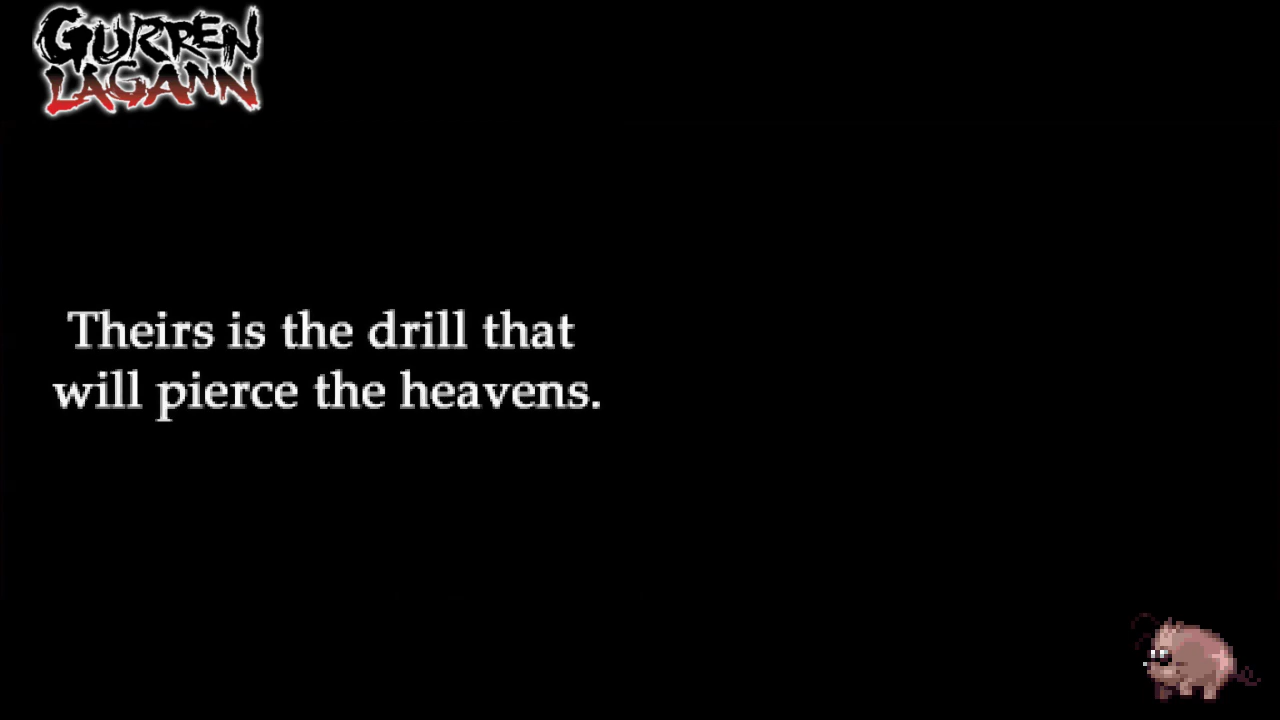 GURREN
LAGANN
Theirs is the drill that
will pierce the heavens.